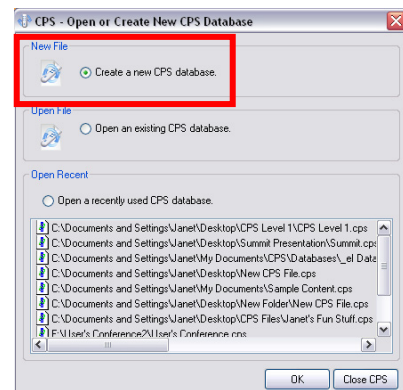 CPS - Open or Create New CPS Database
New File
Create a new CPS database.
Open File
Open an existing CPS database.
Open Recent
Open a recently used CPS database.
C:\Documents and Settings\Janet\Desktop\CPS Level 1\CPS Level 1.cps
C:\Documents and Settings\Janet\Desktop\Summit Presentation\Summit.cps
C:\Documents and Settings\Janet\My Documents\CPS\Databases\_el Data
C:\Documents and Settings\Janet\Desktop\New CPS File.cps
C:\Documents and Settings\Janet\My Documents\Sample Content.cps
C:\Documents and Settings\Janet\Desktop\New Folder\New CPS File.cps
C:\Documents and Settings\Janet\Desktop\CPS Files\Janet's Fun Stuff.cps
E:\User's Conference2\User's Conference.cps
OK
Close CPS